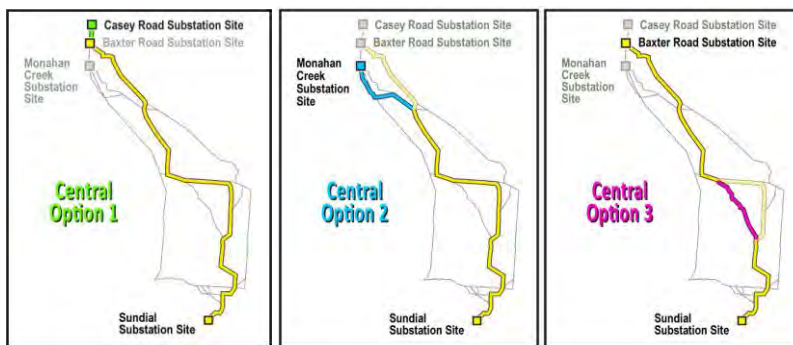 Casey Road Substation Site
Baxter Road Substation Site
Monahan
Creek
Substation
Site
Central
Option 1
Sundial
Substation Site
Casey Road Substation Site
Baxter Road Substation Site
Monahan
Creek
Substation
Site
Central
Option 2
Sundial
Substation Site
Casey Road Substation Site
Baxter Road Substation Site
Monahan
Creek
Substation
Site
Central
Option 3
Sundial
Substation Site